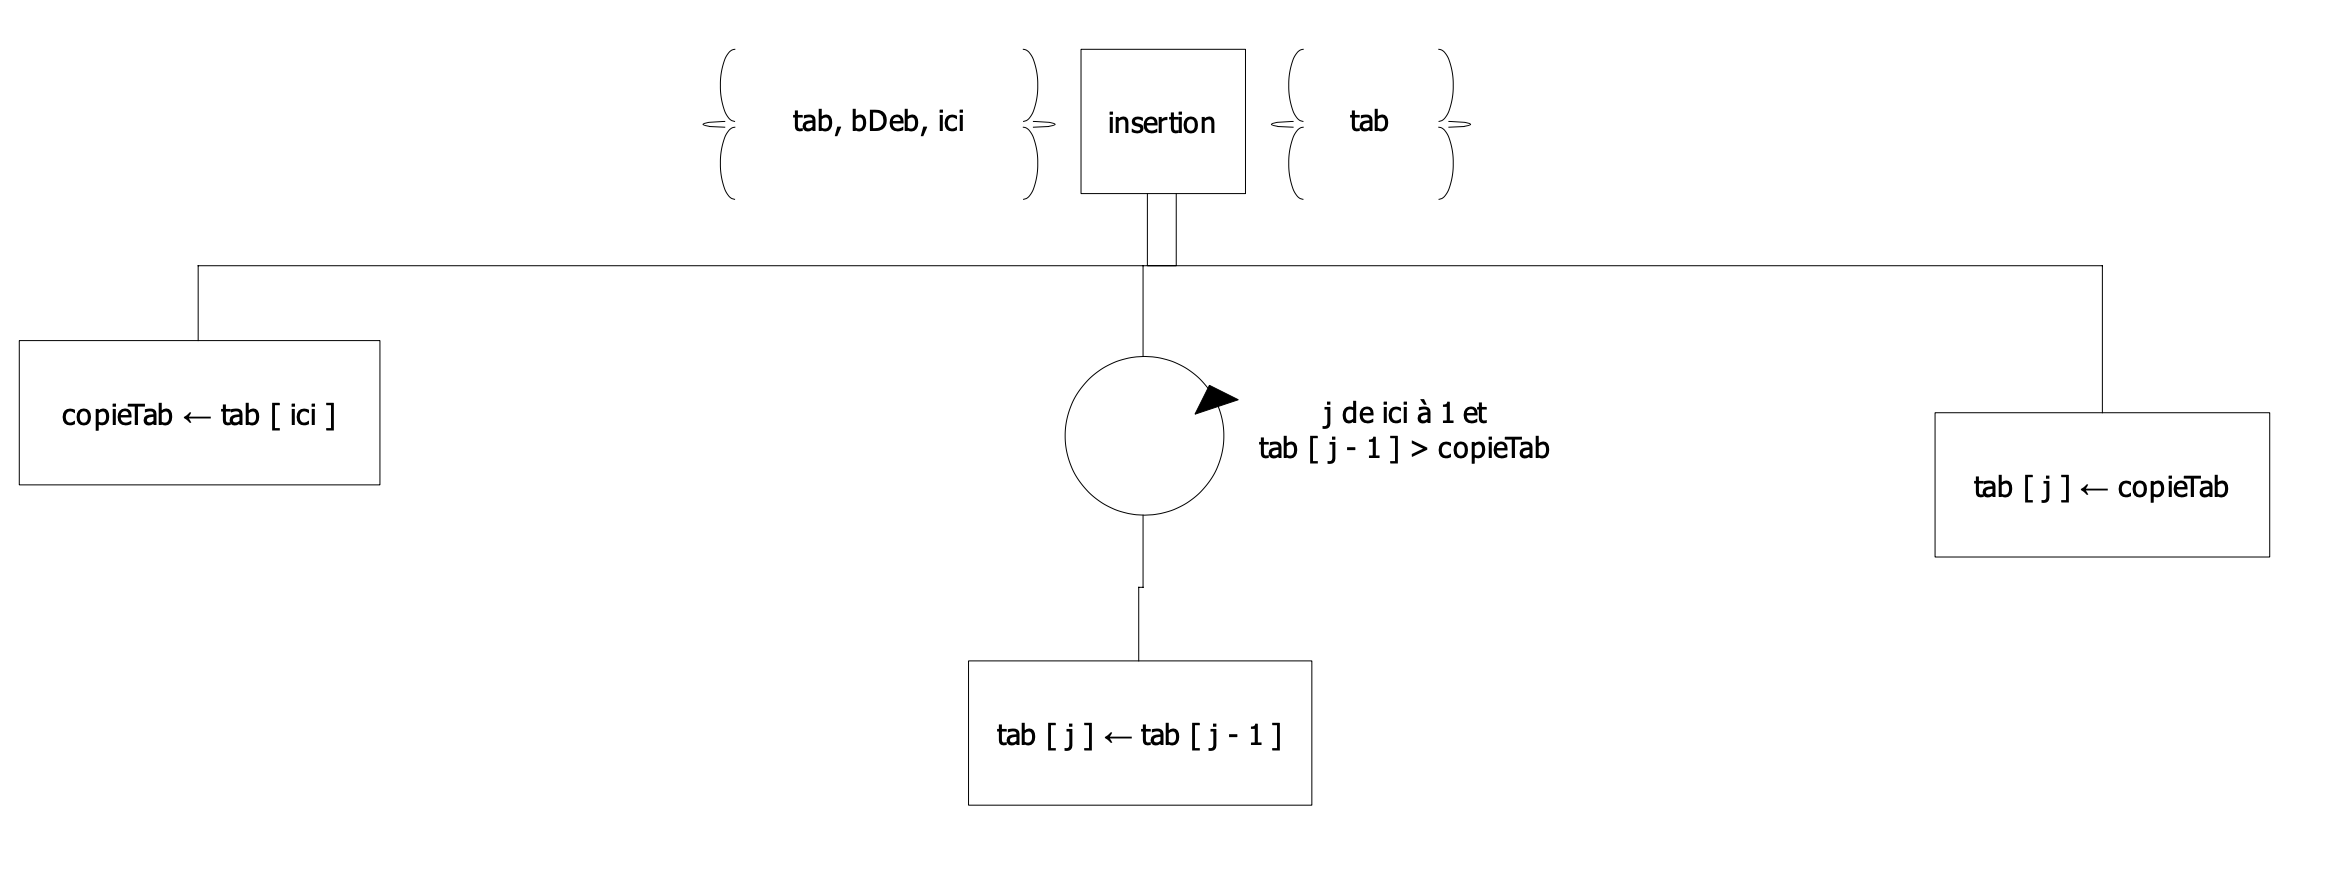 tab, bDeb, ici
insertion
tab
copieTab ← tab [ ici ]
j de ici à 1 et
tab [ j - 1 ] > copieTab
tab [ j ] ← copieTab
tab [ j ] ← tab [ j - 1 ]